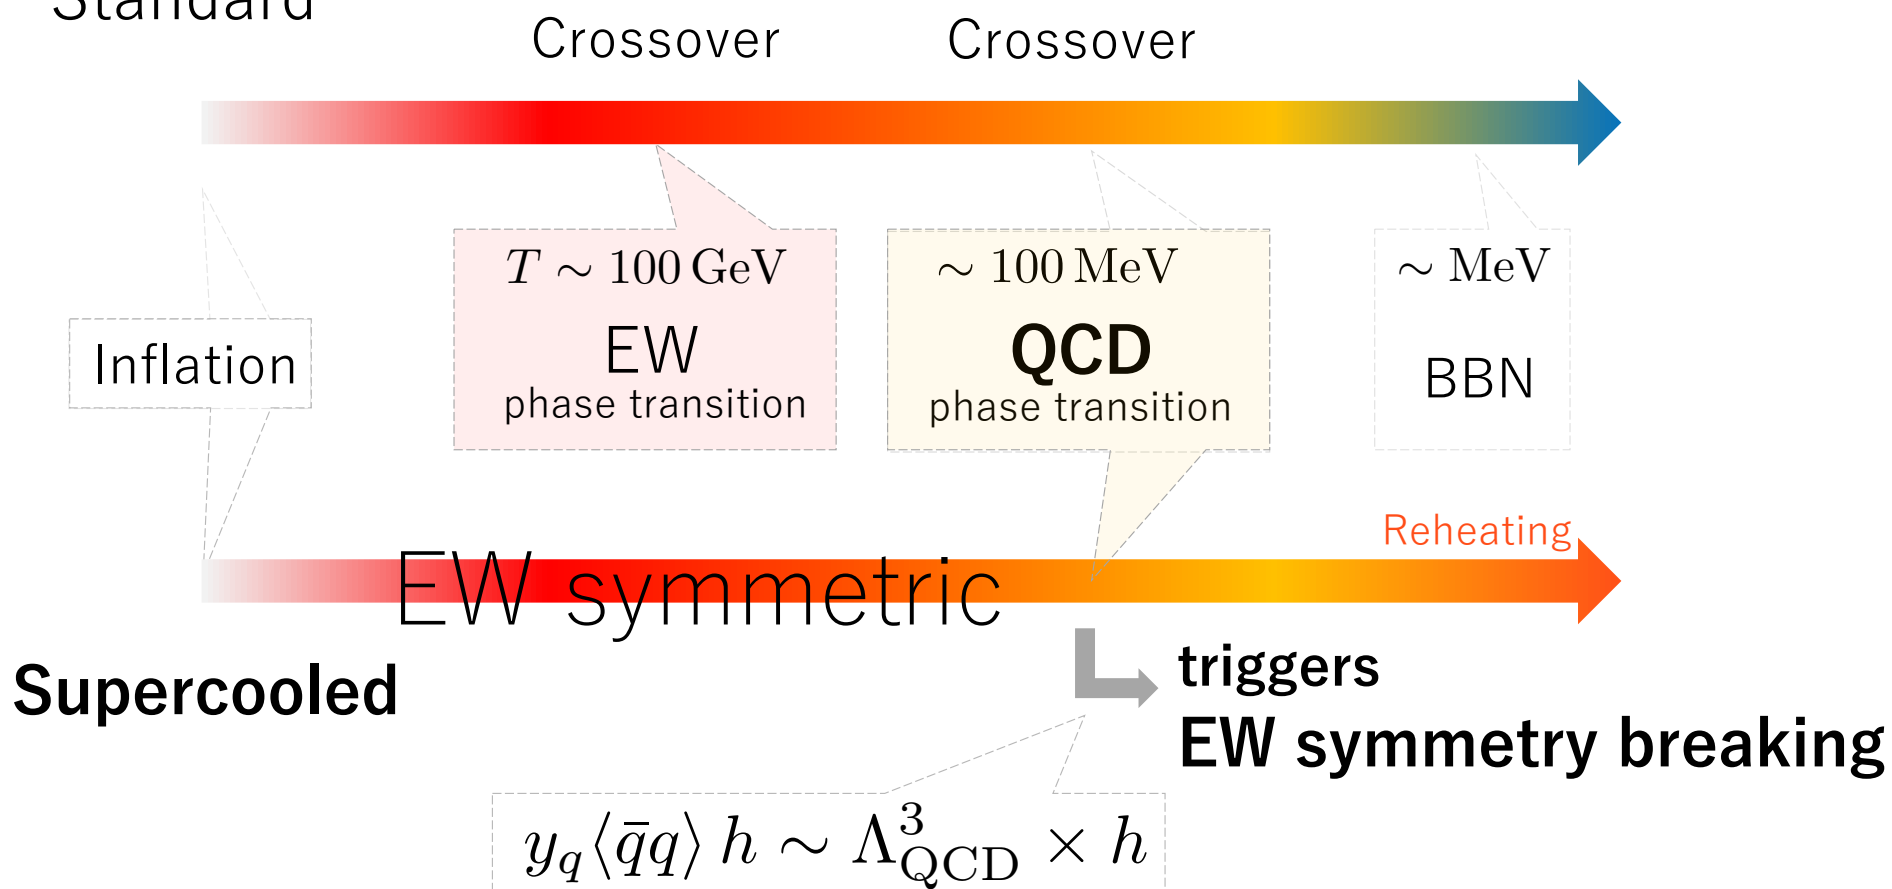 Standard
Crossover
Crossover
T ∼ 100 GeV
EW
phase transition
∼ 100 MeV
QCD
phase transition
∼ MeV
BBN
Inflation
Reheating
EW symmetric
Supercooled
triggers
EW symmetry breaking
y_q⟨q̄q⟩ h ∼ Λ³_QCD × h